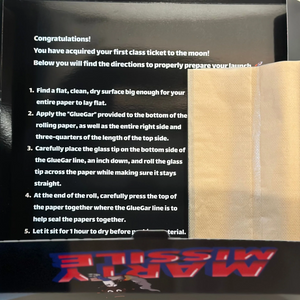 Congratulations!
You have acquired your first class ticket to the moon!
Below you will find the directions to properly prepare your launch.
1. Find a flat, clean, dry surface big enough for your
entire paper to lay flat.
2. Apply the "GlueGar" provided to the bottom of the
rolling paper, as well as the entire right side and
three-quarters of the length of the top side.
3. Carefully place the glass tip on the bottom side of
the GlueGar line, an inch down, and roll the glass
tip across the paper while making sure it stays
straight.
4. At the end of the roll, carefully press the top of
the paper together where the GlueGar line is to
help seal the papers together.
5. Let it sit for 1 hour to dry before material.
MARTY
MISSILE